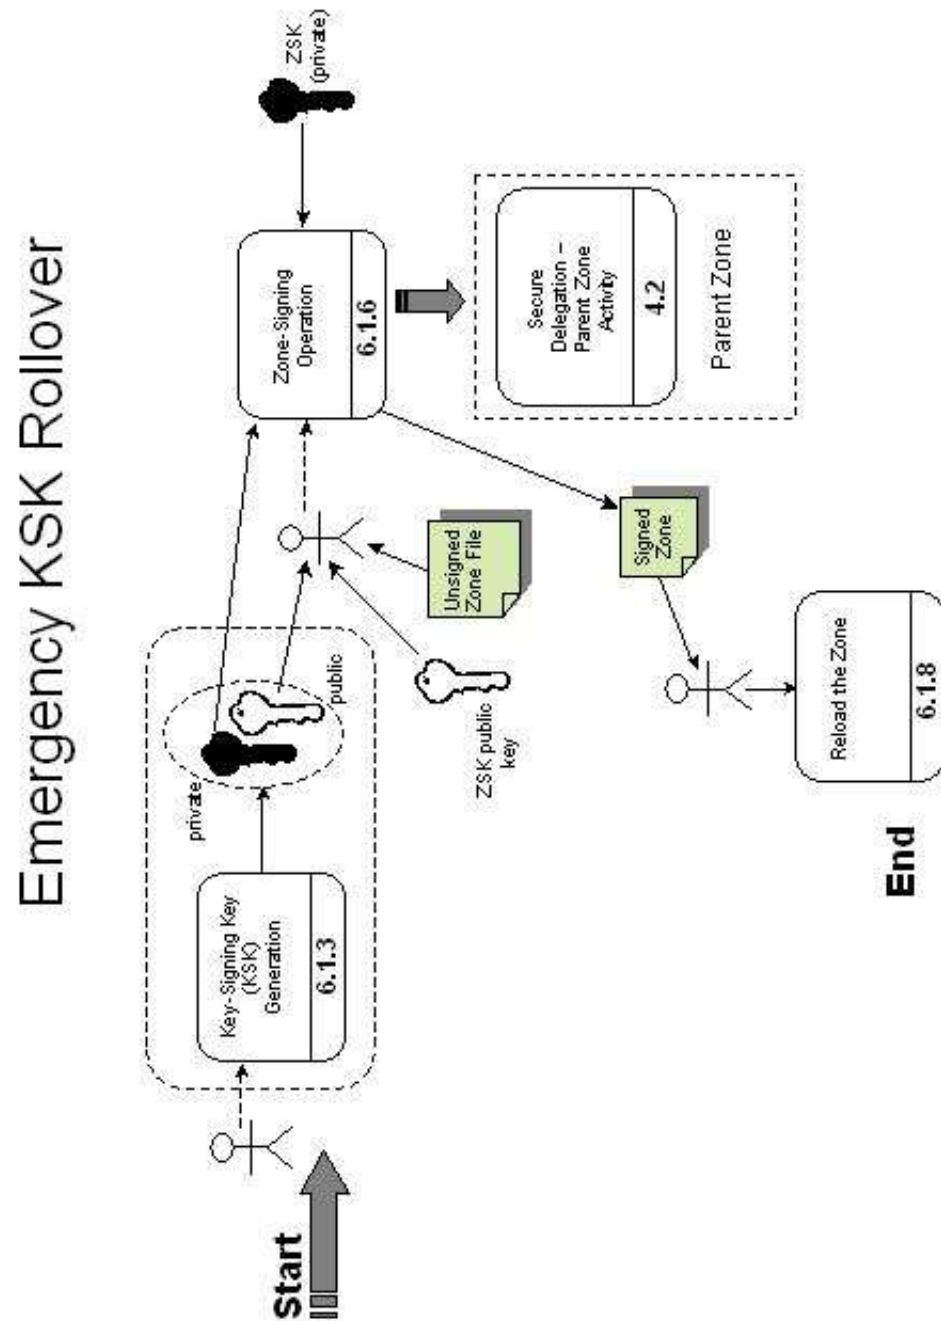 Emergency KSK Rollover
Start
Key-Signing Key
(KSK)
Generation
6.1.3
private
public
ZSK public
key
Unsigned
Zone File
Zone-Signing
Operation
6.1.6
ZSK
(private)
Secure
Delegation –
Parent Zone
Activity
4.2
Parent Zone
Signed
Zone
Reload the Zone
6.1.8
End